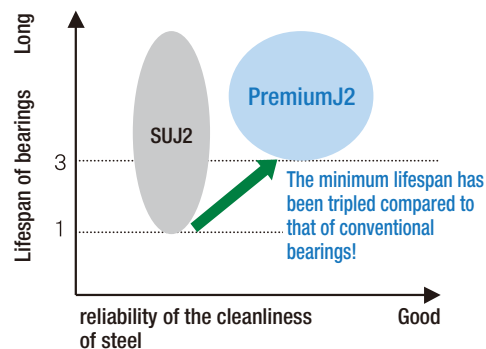 Long
Lifespan of bearings
SUJ2
PremiumJ2
3
The minimum lifespan has
been tripled compared to
that of conventional
bearings!
1
reliability of the cleanliness
of steel
Good